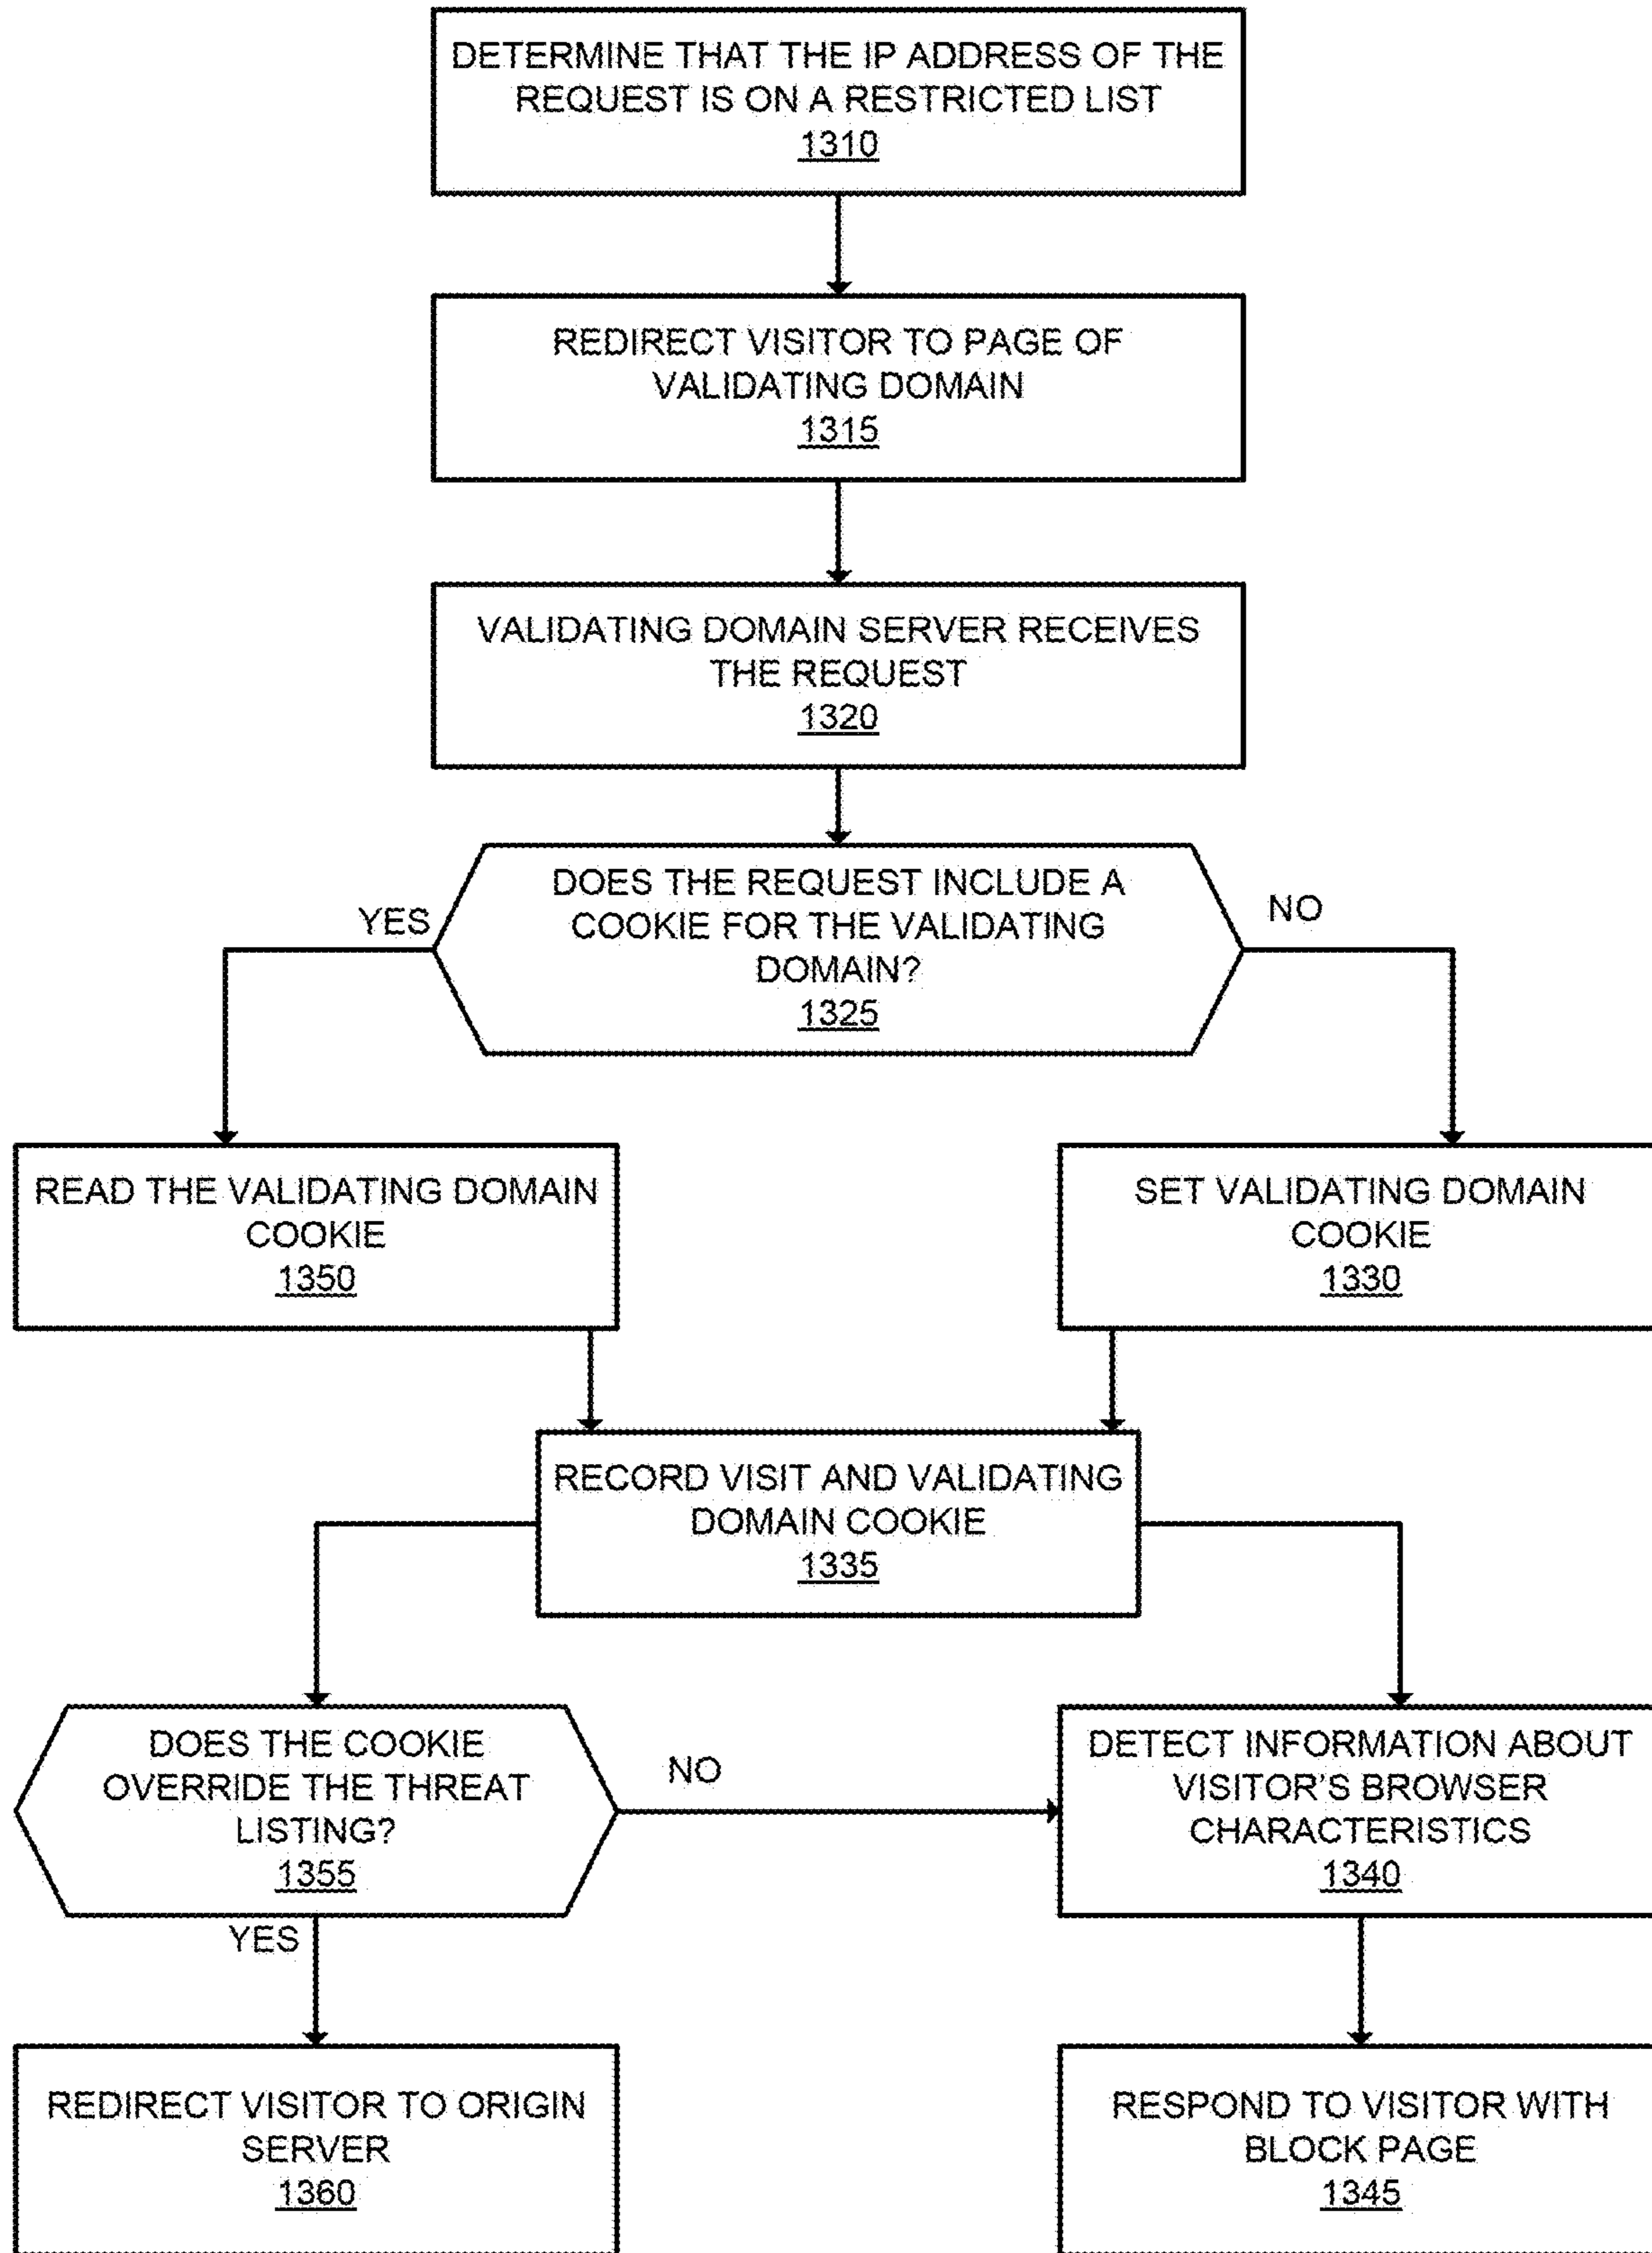 DETERMINE THAT THE IP ADDRESS OF THE
REQUEST IS ON A RESTRICTED LIST
1310
REDIRECT VISITOR TO PAGE OF
VALIDATING DOMAIN
1315
VALIDATING DOMAIN SERVER RECEIVES
THE REQUEST
1320
DOES THE REQUEST INCLUDE A
COOKIE FOR THE VALIDATING
DOMAIN?
1325
YES
NO
READ THE VALIDATING DOMAIN
COOKIE
1350
SET VALIDATING DOMAIN
COOKIE
1330
RECORD VISIT AND VALIDATING
DOMAIN COOKIE
1335
DOES THE COOKIE
OVERRIDE THE THREAT
LISTING?
1355
NO
YES
DETECT INFORMATION ABOUT
VISITOR'S BROWSER
CHARACTERISTICS
1340
REDIRECT VISITOR TO ORIGIN
SERVER
1360
RESPOND TO VISITOR WITH
BLOCK PAGE
1345